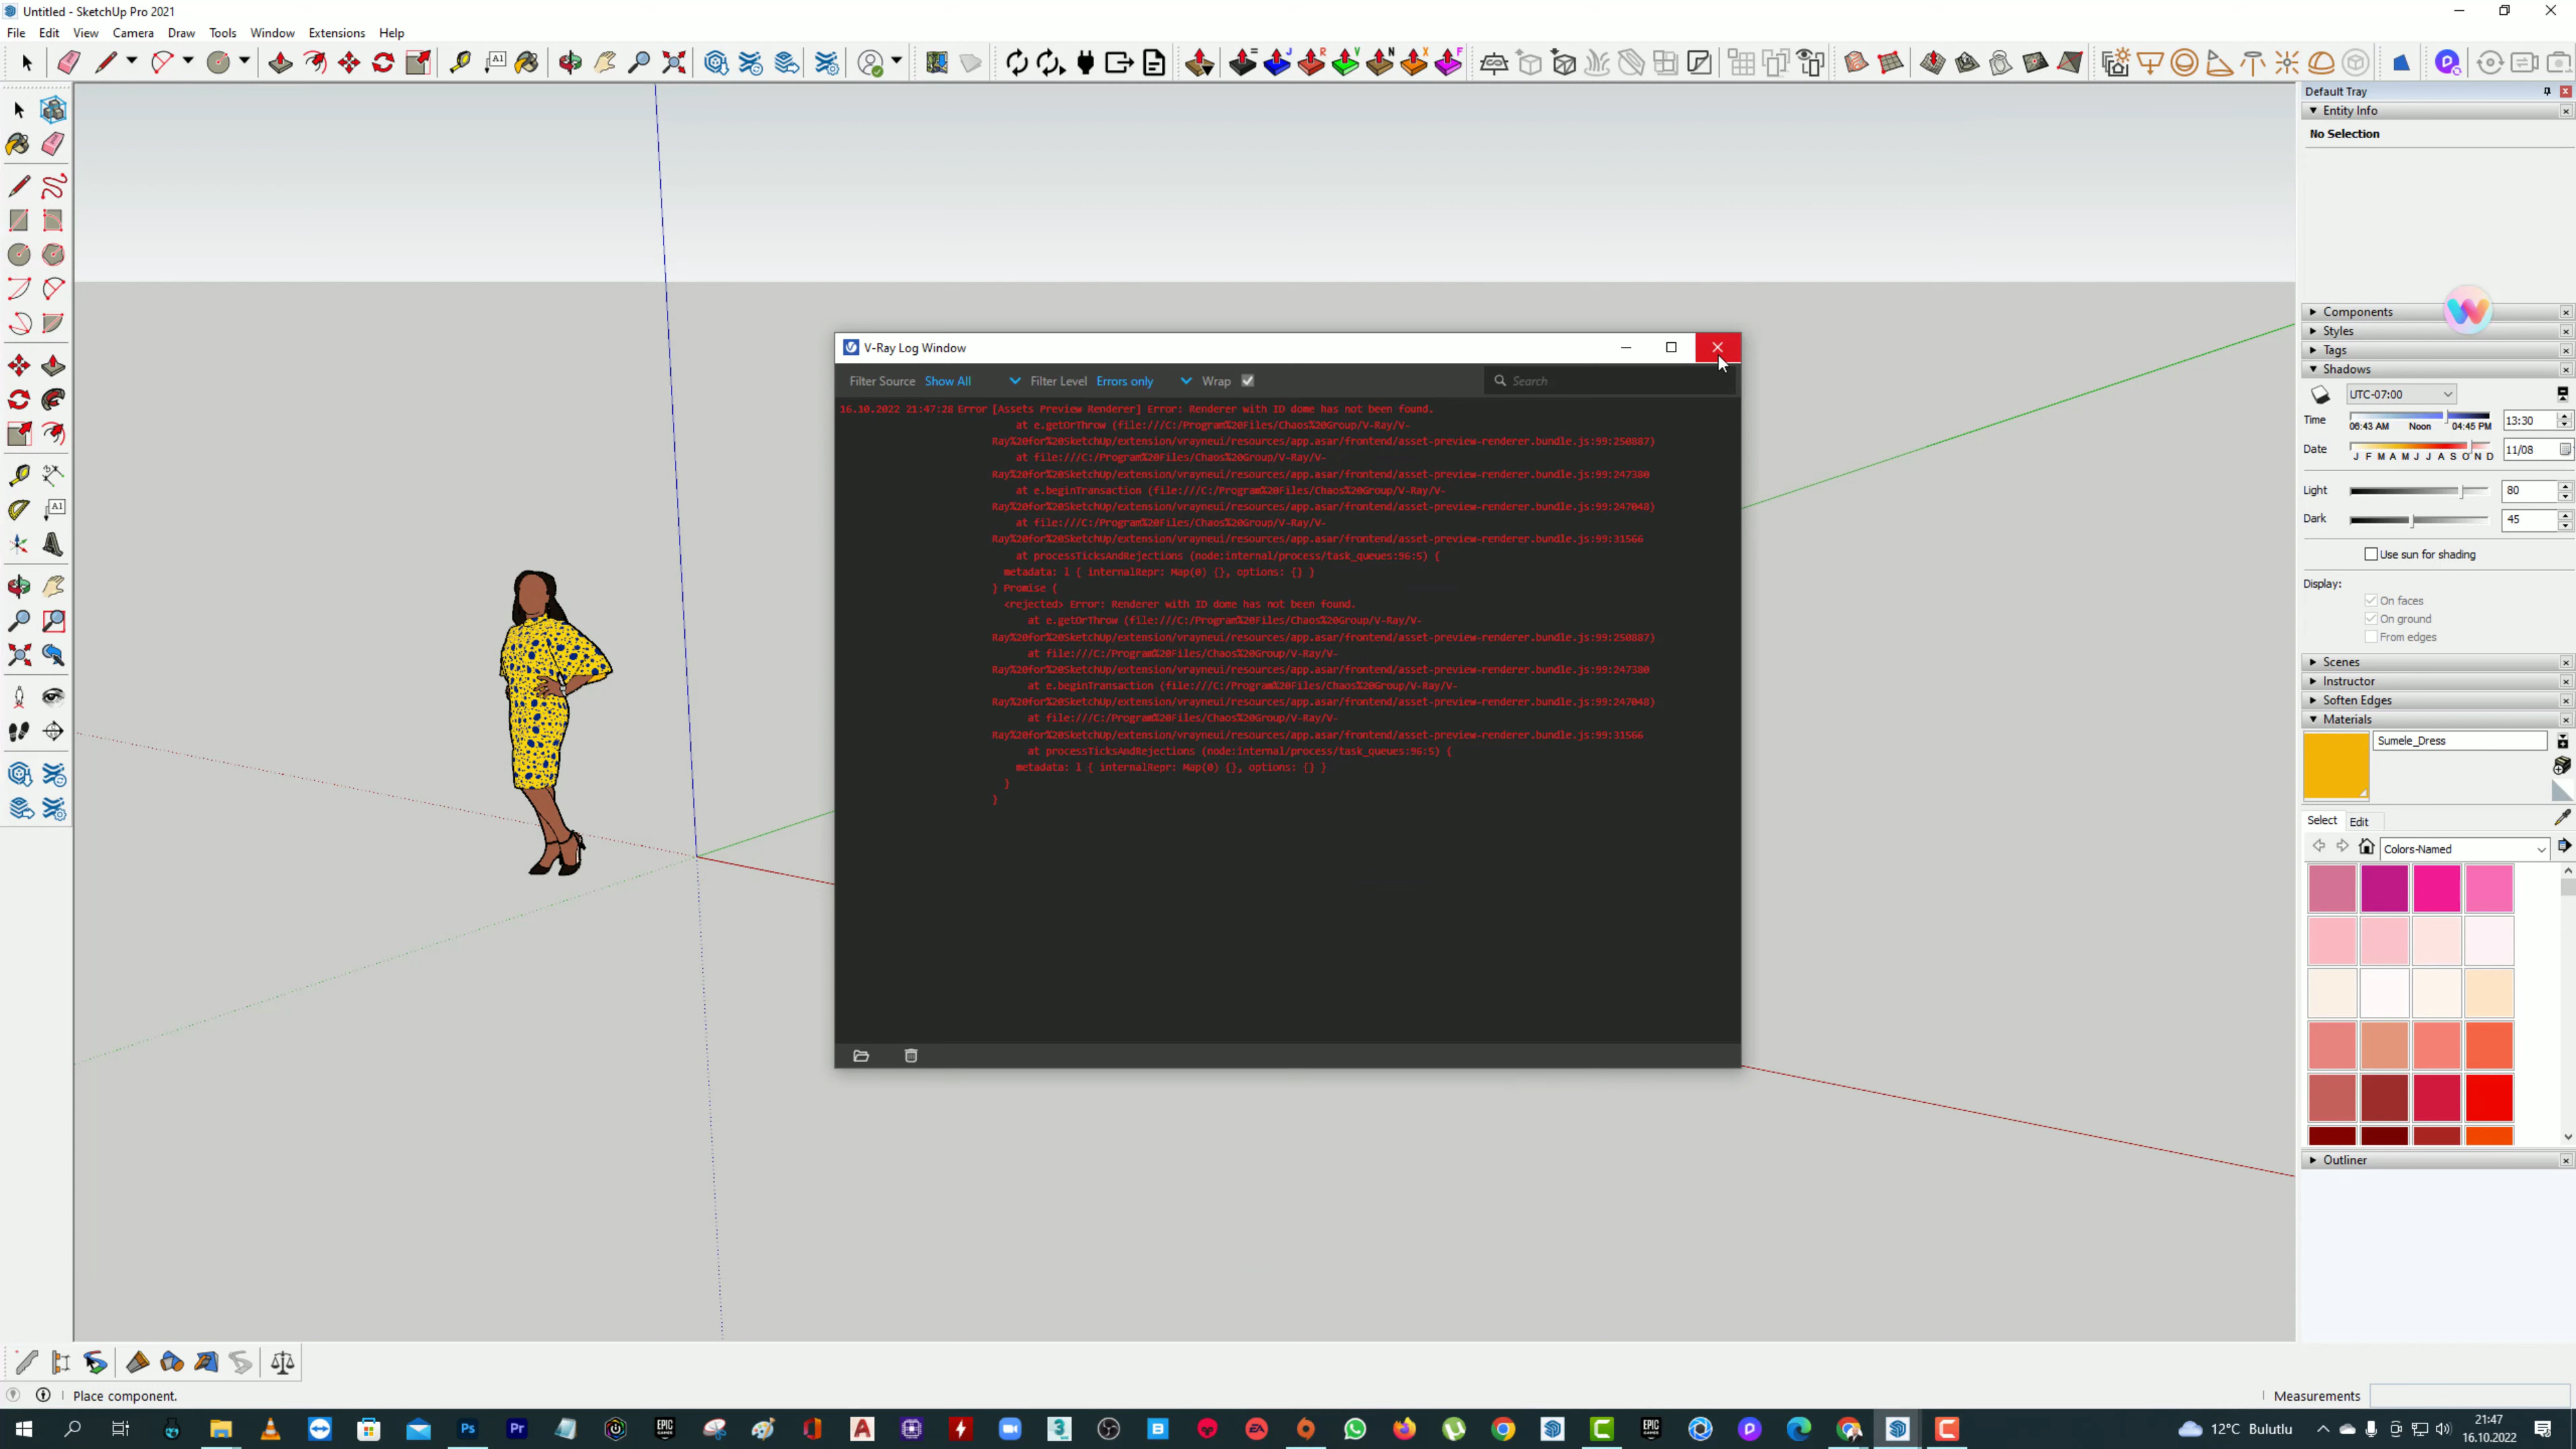 Untitled - SketchUp Pro 2021
File Edit View Camera Draw Tools Window Extensions Help
Default Tray
Entity Info
No Selection
Components
Styles
Tags
Shadows
UTC-07:00
Time
06:43 AM Noon 04:45 PM
13:30
Date
J F M A M J J A S O N D
11/08
Light
80
Dark
45
Use sun for shading
Display:
On faces
On ground
From edges
Scenes
Instructor
Soften Edges
Materials
Sumele_Dress
Select Edit
Colors-Named
Outliner
V-Ray Log Window
Filter Source Show All Filter Level Errors only Wrap Search
16.10.2022 21:47:28 Error [Assets Preview Renderer] Error: Renderer with ID dome has not been found.
at e.getOrThrow (file:///C:/Program%20Files/Chaos%20Group/V-Ray/V-
Ray%20for%20SketchUp/extension/vrayneui/resources/app.asar/frontend/asset-preview-renderer.bundle.js:99:250887)
at file:///C:/Program%20Files/Chaos%20Group/V-Ray/V-
Ray%20for%20SketchUp/extension/vrayneui/resources/app.asar/frontend/asset-preview-renderer.bundle.js:99:247380
at e.beginTransaction (file:///C:/Program%20Files/Chaos%20Group/V-Ray/V-
Ray%20for%20SketchUp/extension/vrayneui/resources/app.asar/frontend/asset-preview-renderer.bundle.js:99:247048)
at file:///C:/Program%20Files/Chaos%20Group/V-Ray/V-
Ray%20for%20SketchUp/extension/vrayneui/resources/app.asar/frontend/asset-preview-renderer.bundle.js:99:31566
at processTicksAndRejections (node:internal/process/task_queues:96:5) {
metadata: l { internalRepr: Map(0) {}, options: {} }
} Promise {
<rejected> Error: Renderer with ID dome has not been found.
at e.getOrThrow (file:///C:/Program%20Files/Chaos%20Group/V-Ray/V-
Ray%20for%20SketchUp/extension/vrayneui/resources/app.asar/frontend/asset-preview-renderer.bundle.js:99:250887)
at file:///C:/Program%20Files/Chaos%20Group/V-Ray/V-
Ray%20for%20SketchUp/extension/vrayneui/resources/app.asar/frontend/asset-preview-renderer.bundle.js:99:247380
at e.beginTransaction (file:///C:/Program%20Files/Chaos%20Group/V-Ray/V-
Ray%20for%20SketchUp/extension/vrayneui/resources/app.asar/frontend/asset-preview-renderer.bundle.js:99:247048)
at file:///C:/Program%20Files/Chaos%20Group/V-Ray/V-
Ray%20for%20SketchUp/extension/vrayneui/resources/app.asar/frontend/asset-preview-renderer.bundle.js:99:31566
at processTicksAndRejections (node:internal/process/task_queues:96:5) {
metadata: l { internalRepr: Map(0) {}, options: {} }
}
}
Place component.
Measurements
12°C Bulutlu
21:47
16.10.2022